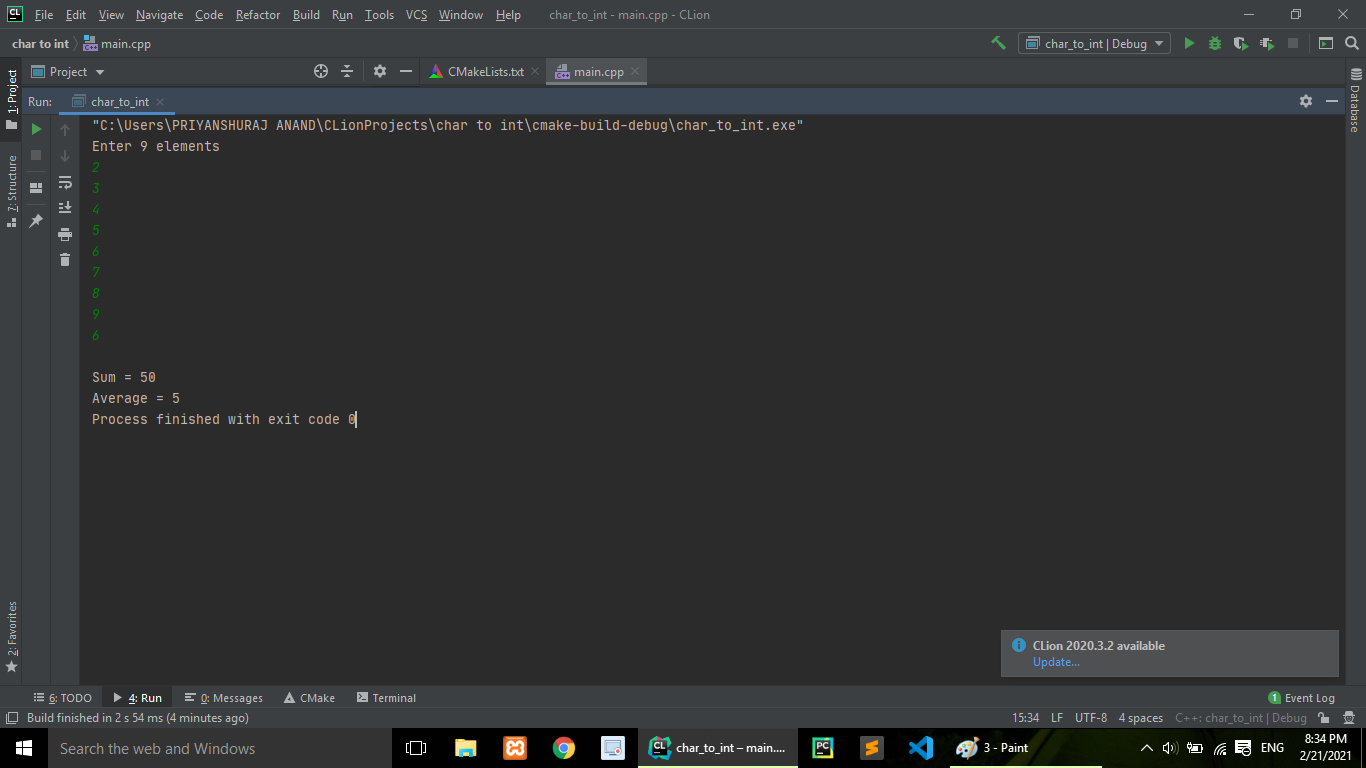 CL File Edit View Navigate Code Refactor Build Run Tools VCS Window Help char_to_int - main.cpp - CLion
char to int main.cpp char_to_int | Debug
1: Project Project CMakeLists.txt main.cpp Database
Run: char_to_int
"C:\Users\PRIYANSHURAJ ANAND\CLionProjects\char to int\cmake-build-debug\char_to_int.exe"
Enter 9 elements
2
3
4
5
6
7
8
9
6
Sum = 50
Average = 5
Process finished with exit code 0
7: Structure
2: Favorites
CLion 2020.3.2 available
Update...
6: TODO 4: Run 0: Messages CMake Terminal 1 Event Log
Build finished in 2 s 54 ms (4 minutes ago) 15:34 LF UTF-8 4 spaces C++: char_to_int | Debug
Search the web and Windows CL char_to_int – main.... PC 3 - Paint ENG 8:34 PM
2/21/2021